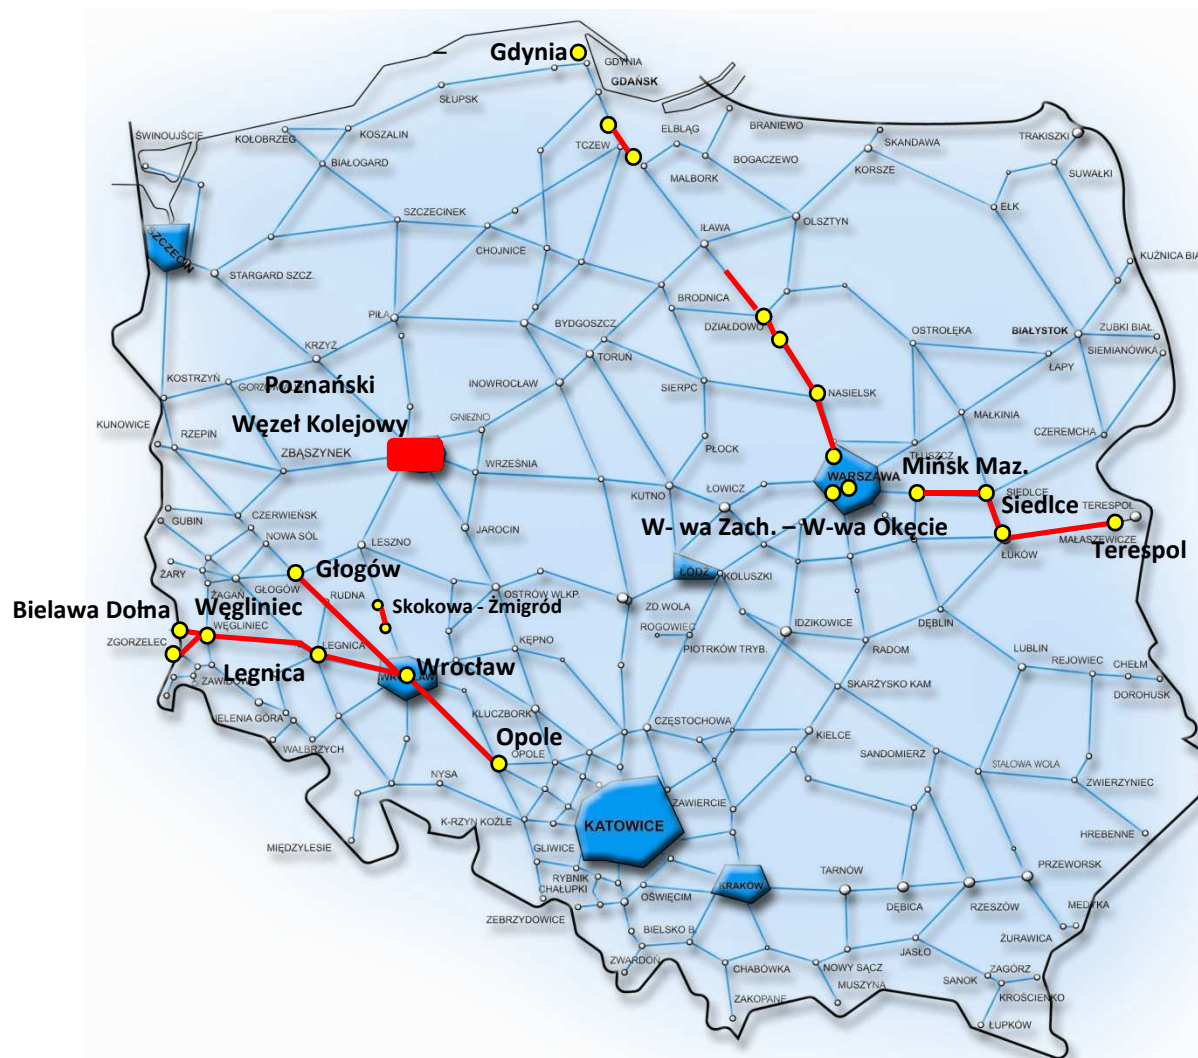 Gdynia
GDYNIA
GDAŃSK
SŁUPSK
ŚWINOUJŚCIE
KOŁOBRZEG
KOSZALIN
BIAŁOGARD
TCZEW
ELBLĄG
BRANIEWO
BOGACZEWO
MALBORK
SKANDAWA
KORSZE
TRAKISZKI
SUWAŁKI
EŁK
SZCZECIN
SZCZECINEK
CHOJNICE
IŁAWA
OLSZTYN
KUŹNICA BIA
STARGARD SZCZ.
PIŁA
BYDGOSZCZ
BRODNICA
DZIAŁDOWO
OSTROŁĘKA
BIAŁYSTOK
ZUBKI BIAŁ.
SIEMIANÓWKA
ŁAPY
KRZYŻ
TORUŃ
KOSTRZYŃ
Poznański
INOWROCŁAW
SIERPC
NASIELSK
MAŁKINIA
CZEREMCHA
KUNOWICE
RZEPIN
Węzeł Kolejowy
GNIEZNO
ZBĄSZYNEK
WRZEŚNIA
PŁOCK
TŁUSZCZ
KUTNO
ŁOWICZ
WARSZAWA
Mińsk Maz.
SIEDLCE
Siedlce
TERESPOL
MAŁASZEWICZE
Terespol
GUBIN
CZERWIEŃSK
NOWA SÓL
LESZNO
JAROCIN
W- wa Zach. – W-wa Okęcie
ŁUKÓW
ŻARY
ŻAGAŃ
GŁOGÓW
Głogów
RUDNA
Skokowa - Żmigród
OSTRÓW WLKP.
ŁÓDŹ
KOLUSZKI
ZD.WOLA
ROGOWIEC
IDZIKOWICE
DĘBLIN
Bielawa Dolna
Węgliniec
WĘGLINIEC
ZGORZELEC
LEGNICA
Legnica
KĘPNO
PIOTRKÓW TRYB.
RADOM
LUBLIN
REJOWIEC
CHEŁM
DOROHUSK
ZAWIDÓW
Wrocław
WROCŁAW
SKARŻYSKO KAM
JELENIA GÓRA
WAŁBRZYCH
KLUCZBORK
Opole
OPOLE
CZĘSTOCHOWA
KIELCE
SANDOMIERZ
STALOWA WOLA
ZWIERZYNIEC
NYSA
K-RZYN KOŹLE
KATOWICE
ZAWIERCIE
HREBENNE
MIĘDZYLESIE
GLIWICE
RYBNIK
CHAŁUPKI
OŚWIĘCIM
KRAKÓW
TARNÓW
DĘBICA
RZESZÓW
PRZEWORSK
MEDYKA
ŻURAWICA
ZEBRZYDOWICE
BIELSKO B
ZWARDOŃ
CHABÓWKA
NOWY SĄCZ
MUSZYNA
JASŁO
SANOK
ZAGÓRZ
KROŚCIENKO
ZAKOPANE
ŁUPKÓW